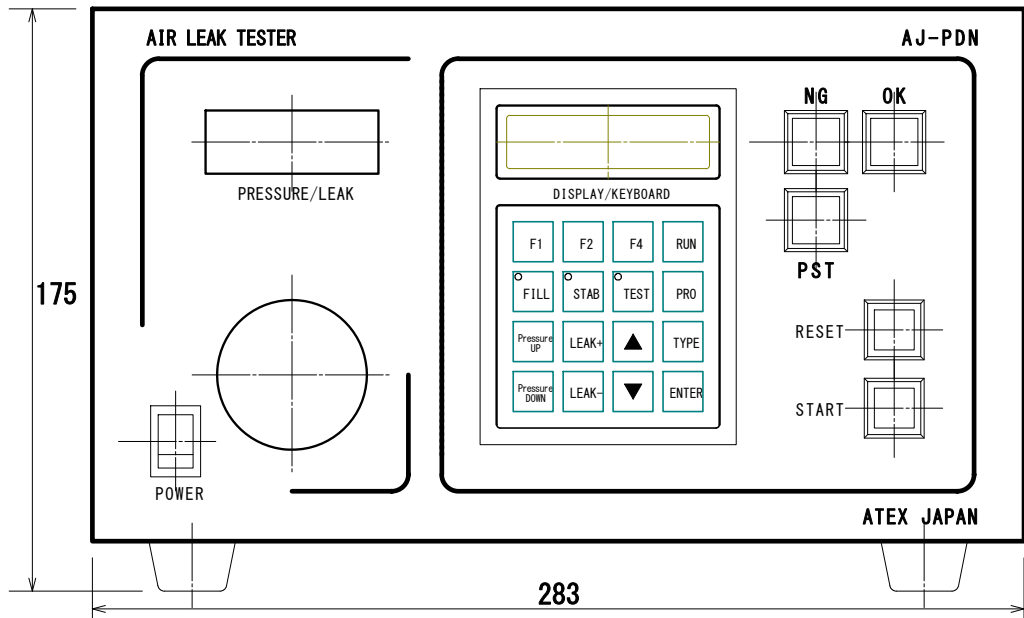 AIR LEAK TESTER
AJ-PDN
NG OK
PRESSURE/LEAK
DISPLAY/KEYBOARD
F1 F2 F4 RUN
PST
FILL STAB TEST PRO
175
RESET
Pressure UP LEAK+ ▲ TYPE
Pressure DOWN LEAK- ▼ ENTER
START
POWER
ATEX JAPAN
283